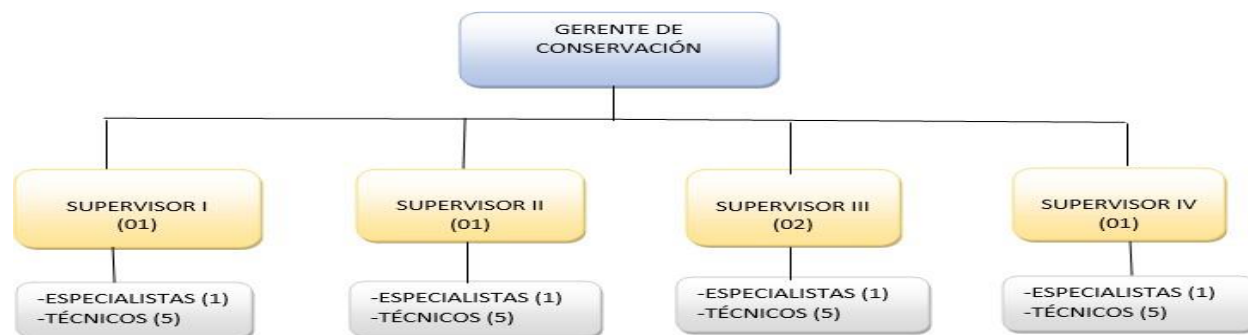 GERENTE DE
CONSERVACIÓN
SUPERVISOR I
(01)
SUPERVISOR II
(01)
SUPERVISOR III
(02)
SUPERVISOR IV
(01)
-ESPECIALISTAS (1)
-TÉCNICOS (5)
-ESPECIALISTAS (1)
-TÉCNICOS (5)
-ESPECIALISTAS (1)
-TÉCNICOS (5)
-ESPECIALISTAS (1)
-TÉCNICOS (5)